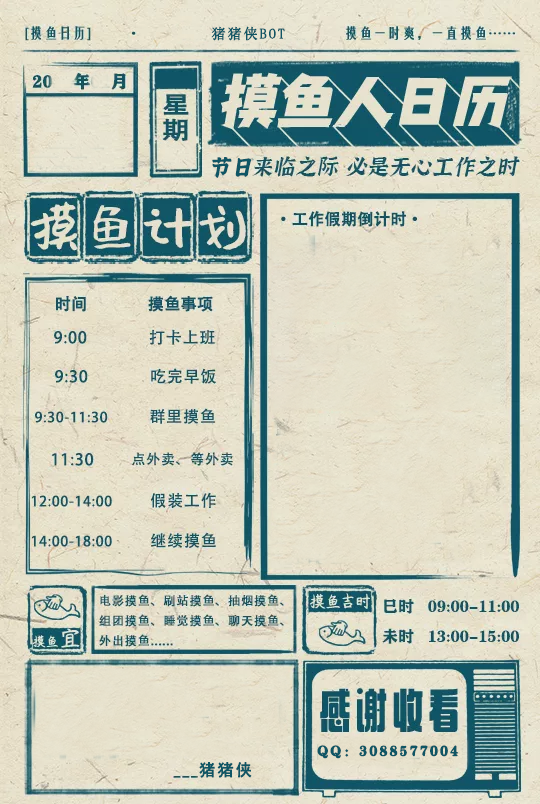 [摸鱼日历] · 猪猪侠BOT 摸鱼一时爽，一直摸鱼……
20 年 月
星期
摸鱼人日历
节日来临之际 必是无心工作之时
摸鱼计划
时间 摸鱼事项
9:00 打卡上班
9:30 吃完早饭
9:30-11:30 群里摸鱼
11:30 点外卖、等外卖
12:00-14:00 假装工作
14:00-18:00 继续摸鱼
·工作假期倒计时·
摸鱼宜
电影摸鱼、刷站摸鱼、抽烟摸鱼、
组团摸鱼、睡觉摸鱼、聊天摸鱼、
外出摸鱼……
摸鱼吉时
巳时 09:00-11:00
未时 13:00-15:00
___猪猪侠
感谢收看
QQ: 3088577004